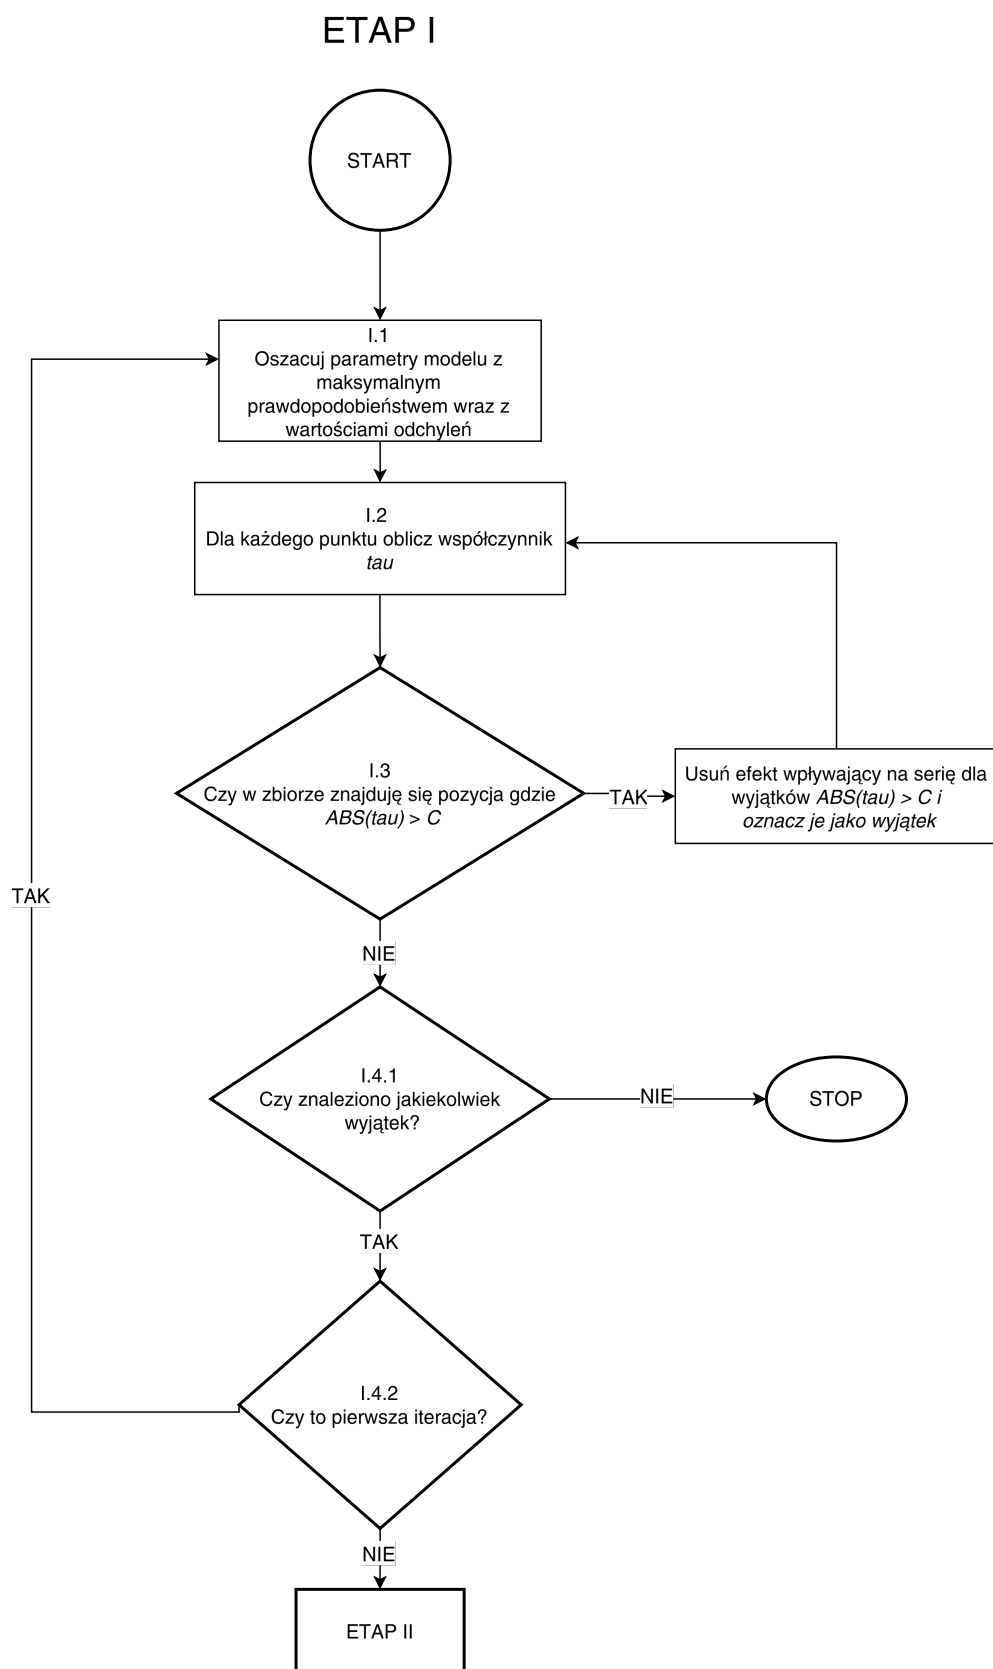 ETAP I
START
I.1
Oszacuj parametry modelu z
maksymalnym
prawdopodobieństwem wraz z
wartościami odchyleń
I.2
Dla każdego punktu oblicz współczynnik
tau
I.3
Czy w zbiorze znajduję się pozycja gdzie
ABS(tau) > C
TAK
Usuń efekt wpływający na serię dla
wyjątków ABS(tau) > C i
oznacz je jako wyjątek
TAK
NIE
I.4.1
Czy znaleziono jakiekolwiek
wyjątek?
NIE
STOP
TAK
I.4.2
Czy to pierwsza iteracja?
NIE
ETAP II